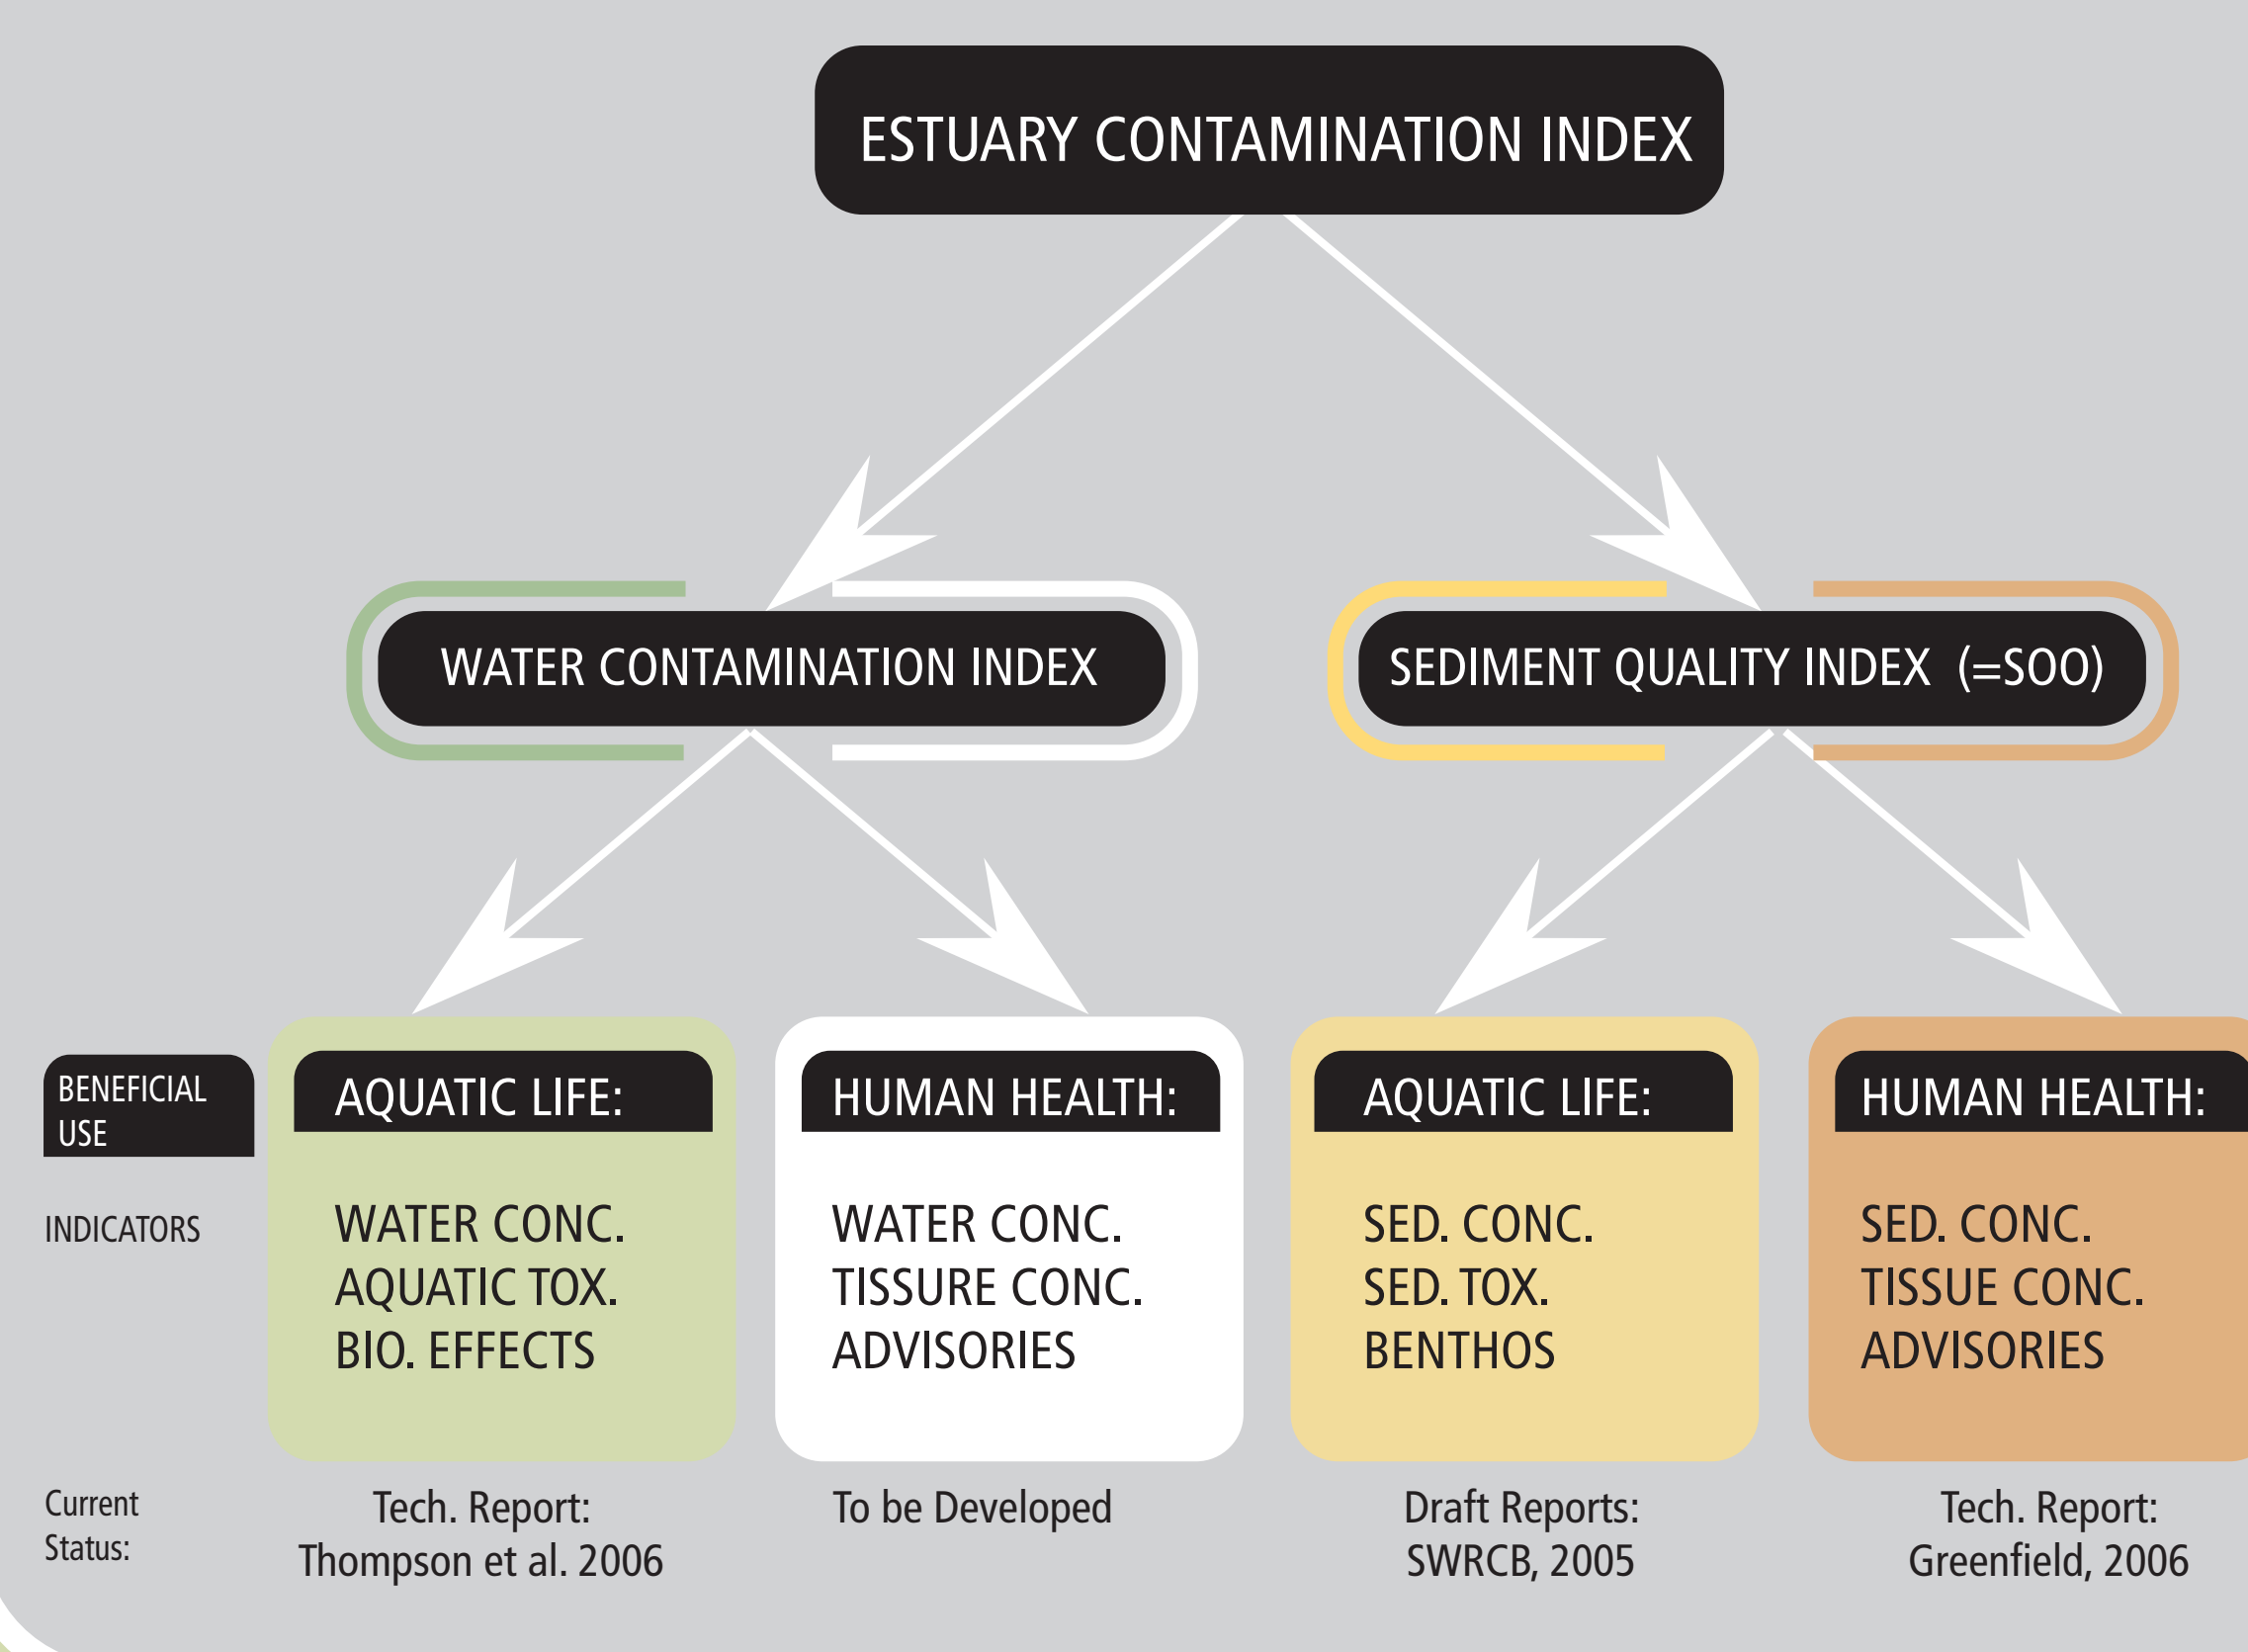 ESTUARY CONTAMINATION INDEX
WATER CONTAMINATION INDEX
SEDIMENT QUALITY INDEX (=SOO)
BENEFICIAL
USE
AQUATIC LIFE:
HUMAN HEALTH:
AQUATIC LIFE:
HUMAN HEALTH:
INDICATORS
WATER CONC.
AQUATIC TOX.
BIO. EFFECTS
WATER CONC.
TISSURE CONC.
ADVISORIES
SED. CONC.
SED. TOX.
BENTHOS
SED. CONC.
TISSUE CONC.
ADVISORIES
Current
Status:
Tech. Report:
Thompson et al. 2006
To be Developed
Draft Reports:
SWRCB, 2005
Tech. Report:
Greenfield, 2006